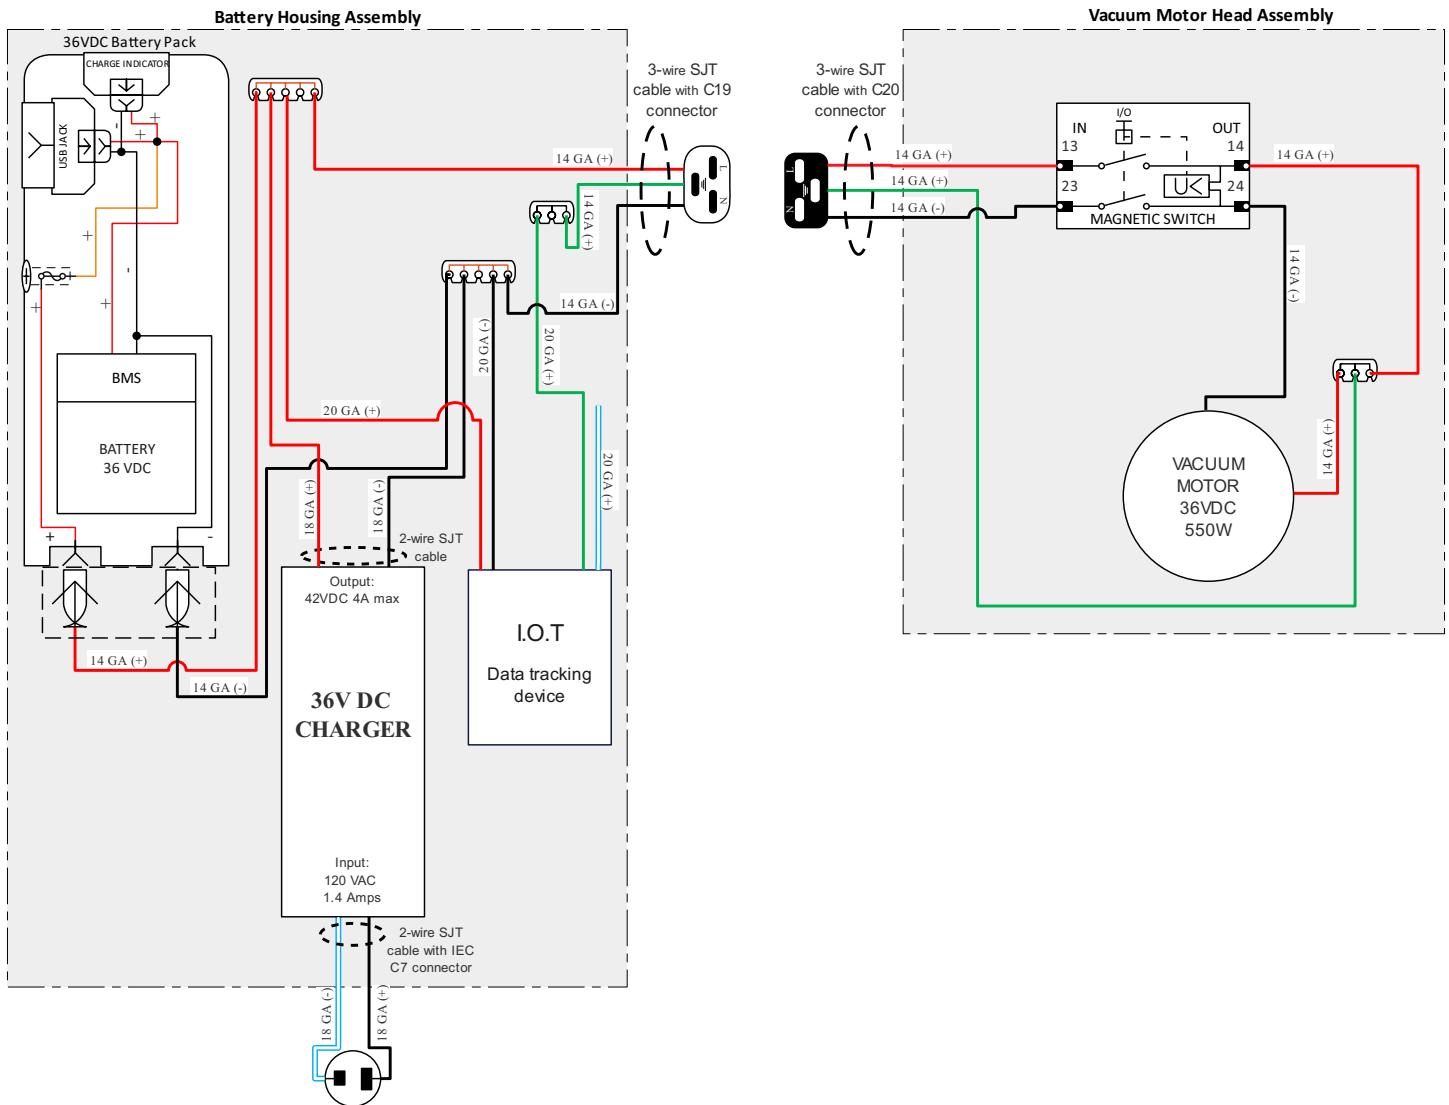 Battery Housing Assembly
Vacuum Motor Head Assembly
36VDC Battery Pack
CHARGE INDICATOR
USB JACK
+
+
+
-
+
+
-
+
+
+
BMS
BATTERY
36 VDC
+
-
14 GA (+)
14 GA (-)
3-wire SJT
cable with C19
connector
14 GA (+)
14 GA (+)
14 GA (-)
L
N
20 GA (-)
20 GA (+)
20 GA (+)
20 GA (+)
18 GA (+)
18 GA (-)
2-wire SJT
cable
Output:
42VDC 4A max
36V DC
CHARGER
Input:
120 VAC
1.4 Amps
2-wire SJT
cable with IEC
C7 connector
18 GA (-)
18 GA (+)
I.O.T
Data tracking
device
3-wire SJT
cable with C20
connector
L
N
14 GA (+)
14 GA (+)
14 GA (-)
I/O
IN
OUT
13
14
23
24
U<
MAGNETIC SWITCH
14 GA (+)
14 GA (-)
14 GA (+)
VACUUM
MOTOR
36VDC
550W